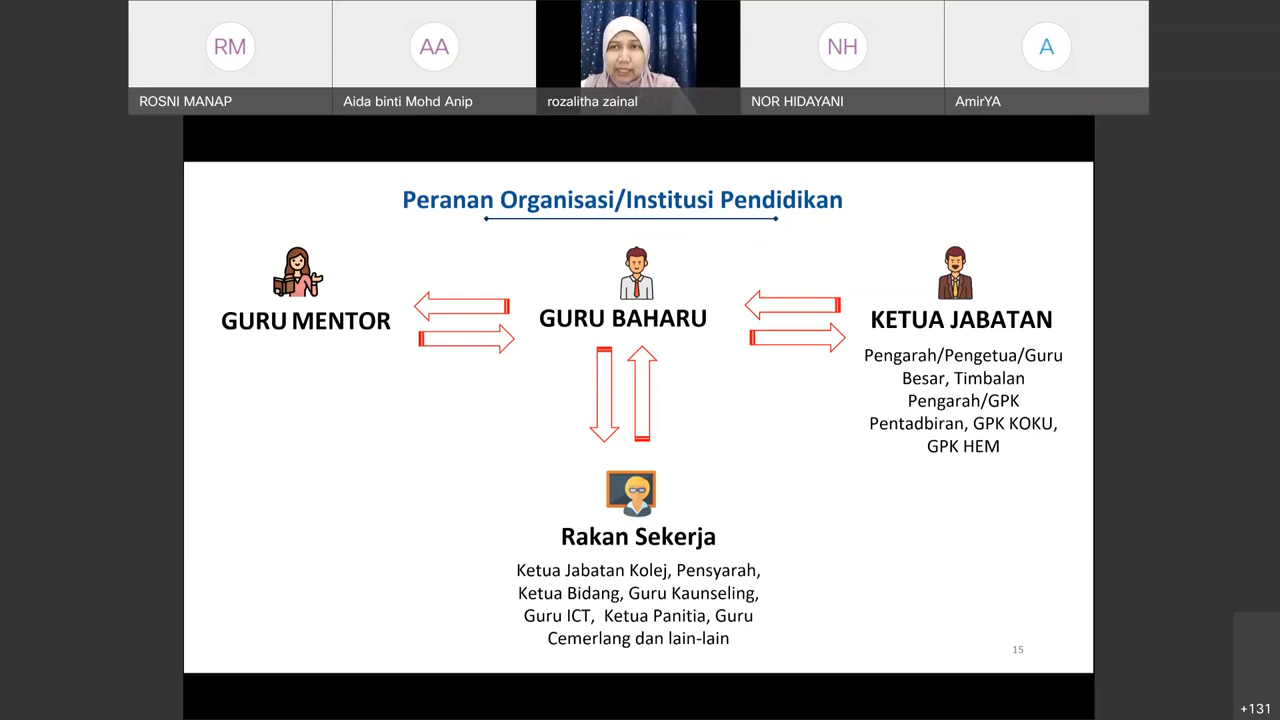 RM
AA
NH
A
ROSNI MANAP
Aida binti Mohd Anip
rozalitha zainal
NOR HIDAYANI
AmirYA
Peranan Organisasi/Institusi Pendidikan
GURU MENTOR
GURU BAHARU
KETUA JABATAN
Pengarah/Pengetua/Guru
Besar, Timbalan
Pengarah/GPK
Pentadbiran, GPK KOKU,
GPK HEM
Rakan Sekerja
Ketua Jabatan Kolej, Pensyarah,
Ketua Bidang, Guru Kaunseling,
Guru ICT,  Ketua Panitia, Guru
Cemerlang dan lain-lain
15
+131